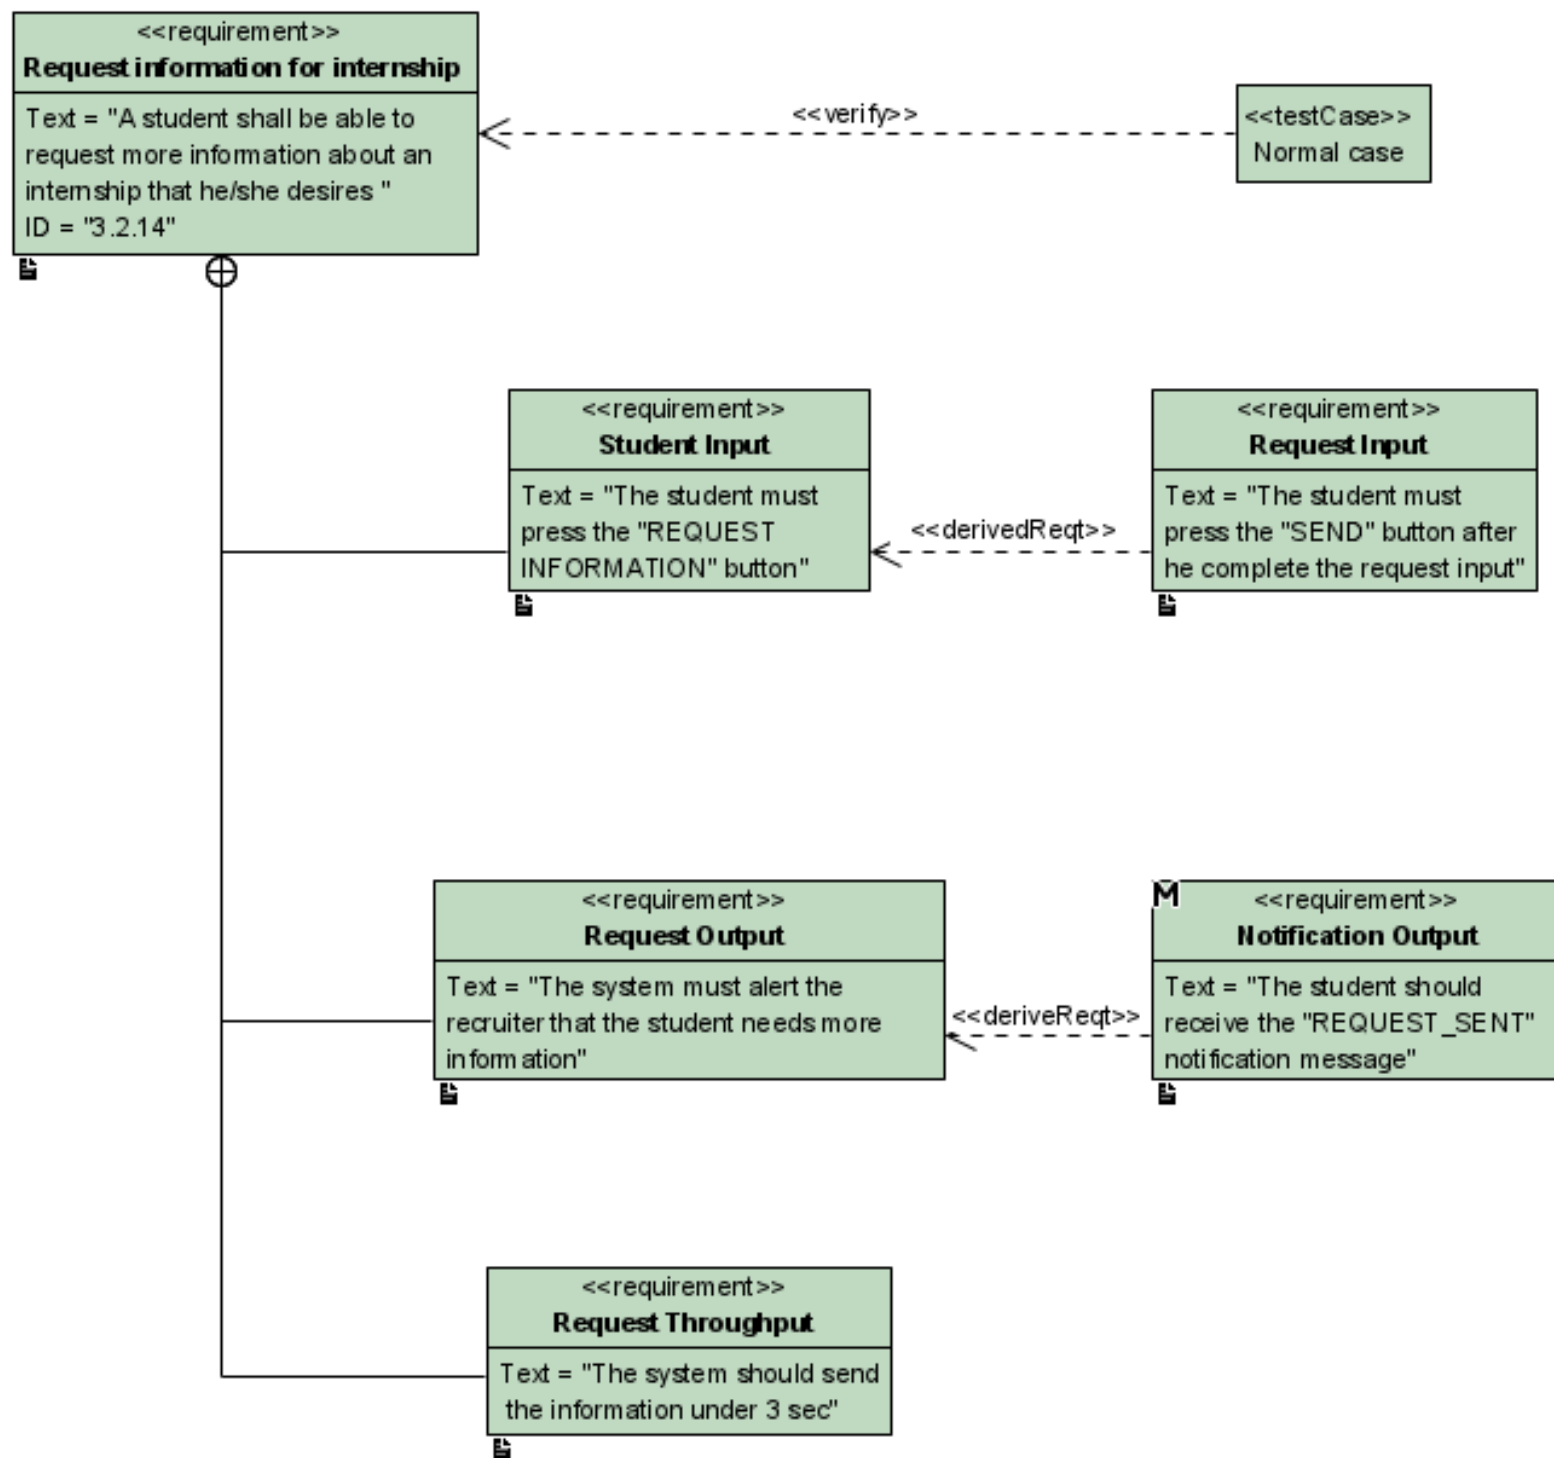 <<requirement>>
Request information for internship
Text = "A student shall be able to
request more information about an
internship that he/she desires "
ID = "3.2.14"
<<verify>>
<<testCase>>
Normal case
<<requirement>>
Student Input
Text = "The student must
press the "REQUEST
INFORMATION" button"
<<derivedReqt>>
<<requirement>>
Request Input
Text = "The student must
press the "SEND" button after
he complete the request input"
<<requirement>>
Request Output
Text = "The system must alert the
recruiter that the student needs more
information"
<<deriveReqt>>
M
<<requirement>>
Notification Output
Text = "The student should
receive the "REQUEST_SENT"
notification message"
<<requirement>>
Request Throughput
Text = "The system should send
the information under 3 sec"